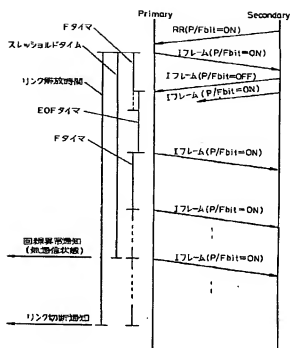 Primary
Secondary
Fタイマ
スレッショルドタイム
リンク解放時間
EOFタイマ
Fタイマ
RR(P/Fbit=ON)
Iフレーム(P/Fbit=ON)
Iフレーム(P/Fbit=OFF)
Iフレーム(P/Fbit=ON)
Iフレーム(P/Fbit=ON)
Iフレーム(P/Fbit=ON)
Iフレーム(P/Fbit=ON)
回線異常通知
(無通信状態)
リンク切断通知